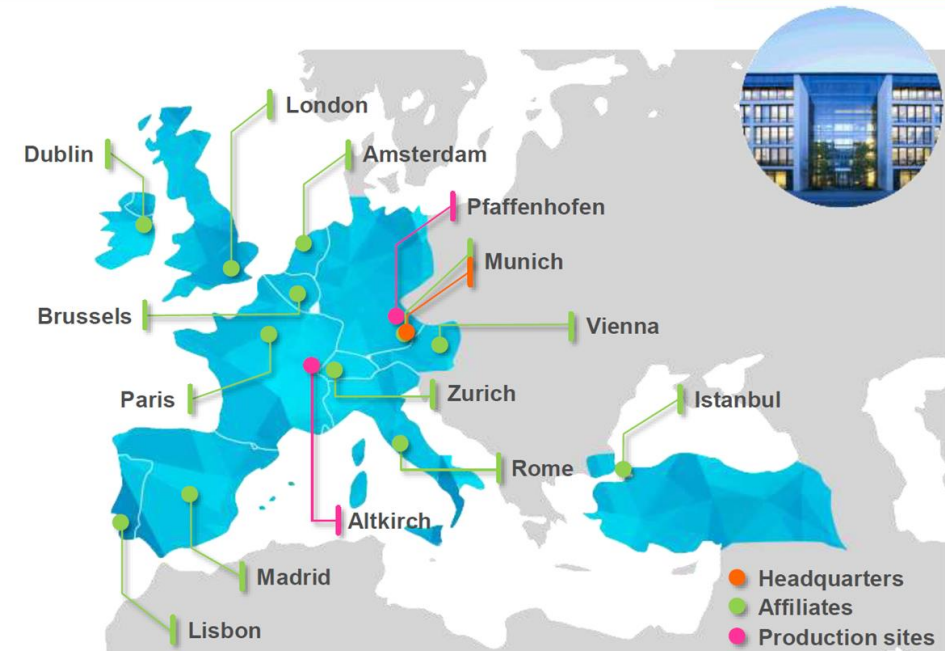 London
Dublin
Amsterdam
Pfaffenhofen
Munich
Brussels
Vienna
Paris
Zurich
Istanbul
Rome
Altkirch
Madrid
Lisbon
Headquarters
Affiliates
Production sites